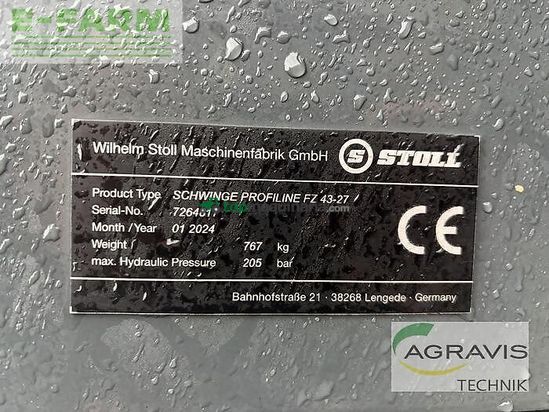 E-FARM
Wilhelm Stoll Maschinenfabrik GmbH
S STOLL
Product Type SCHWINGE PROFILINE FZ 43-27
Serial-No.
Month / Year 01 2024
Weight 767 kg
max. Hydraulic Pressure 205 bar
CE
Bahnhofstraße 21 · 38268 Lengede · Germany
AGRAVIS
TECHNIK